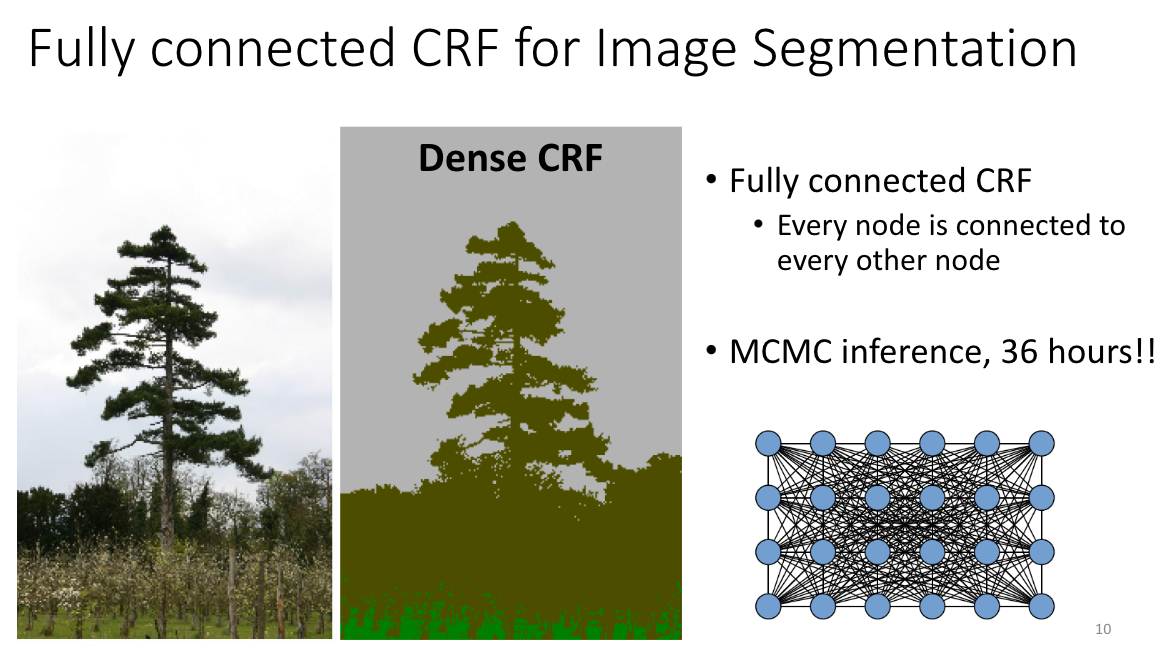 Fully connected CRF for Image Segmentation
Dense CRF
• Fully connected CRF
• Every node is connected to
every other node
• MCMC inference, 36 hours!!
10